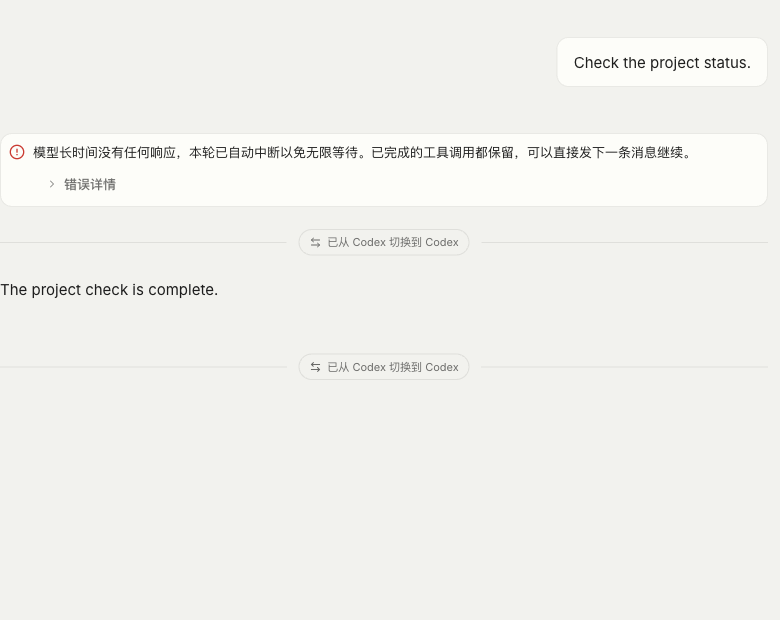 Check the project status.
模型长时间没有任何响应，本轮已自动中断以免无限等待。已完成的工具调用都保留，可以直接发下一条消息继续。
错误详情
已从 Codex 切换到 Codex
The project check is complete.
已从 Codex 切换到 Codex